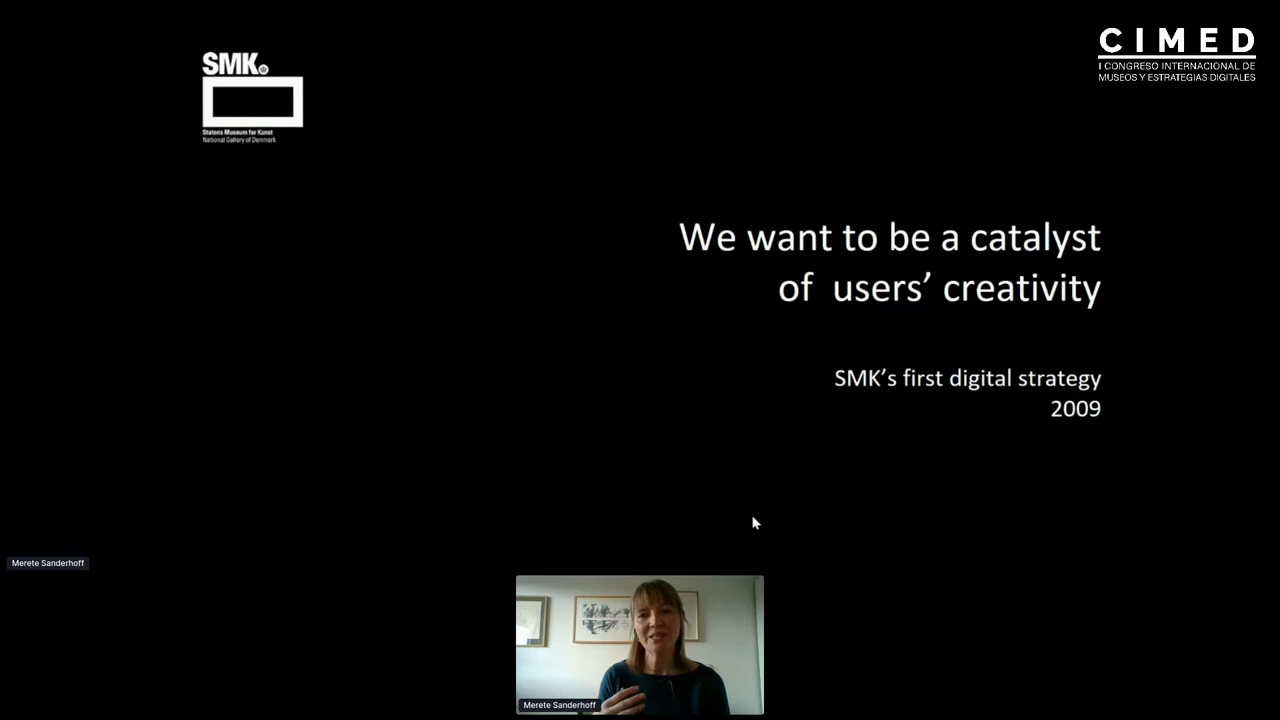 SMK
Statens Museum for Kunst
National Gallery of Denmark
CIMED
I CONGRESO INTERNACIONAL DE
MUSEOS Y ESTRATEGIAS DIGITALES
We want to be a catalyst
of users’ creativity
SMK’s first digital strategy
2009
Merete Sanderhoff
Merete Sanderhoff